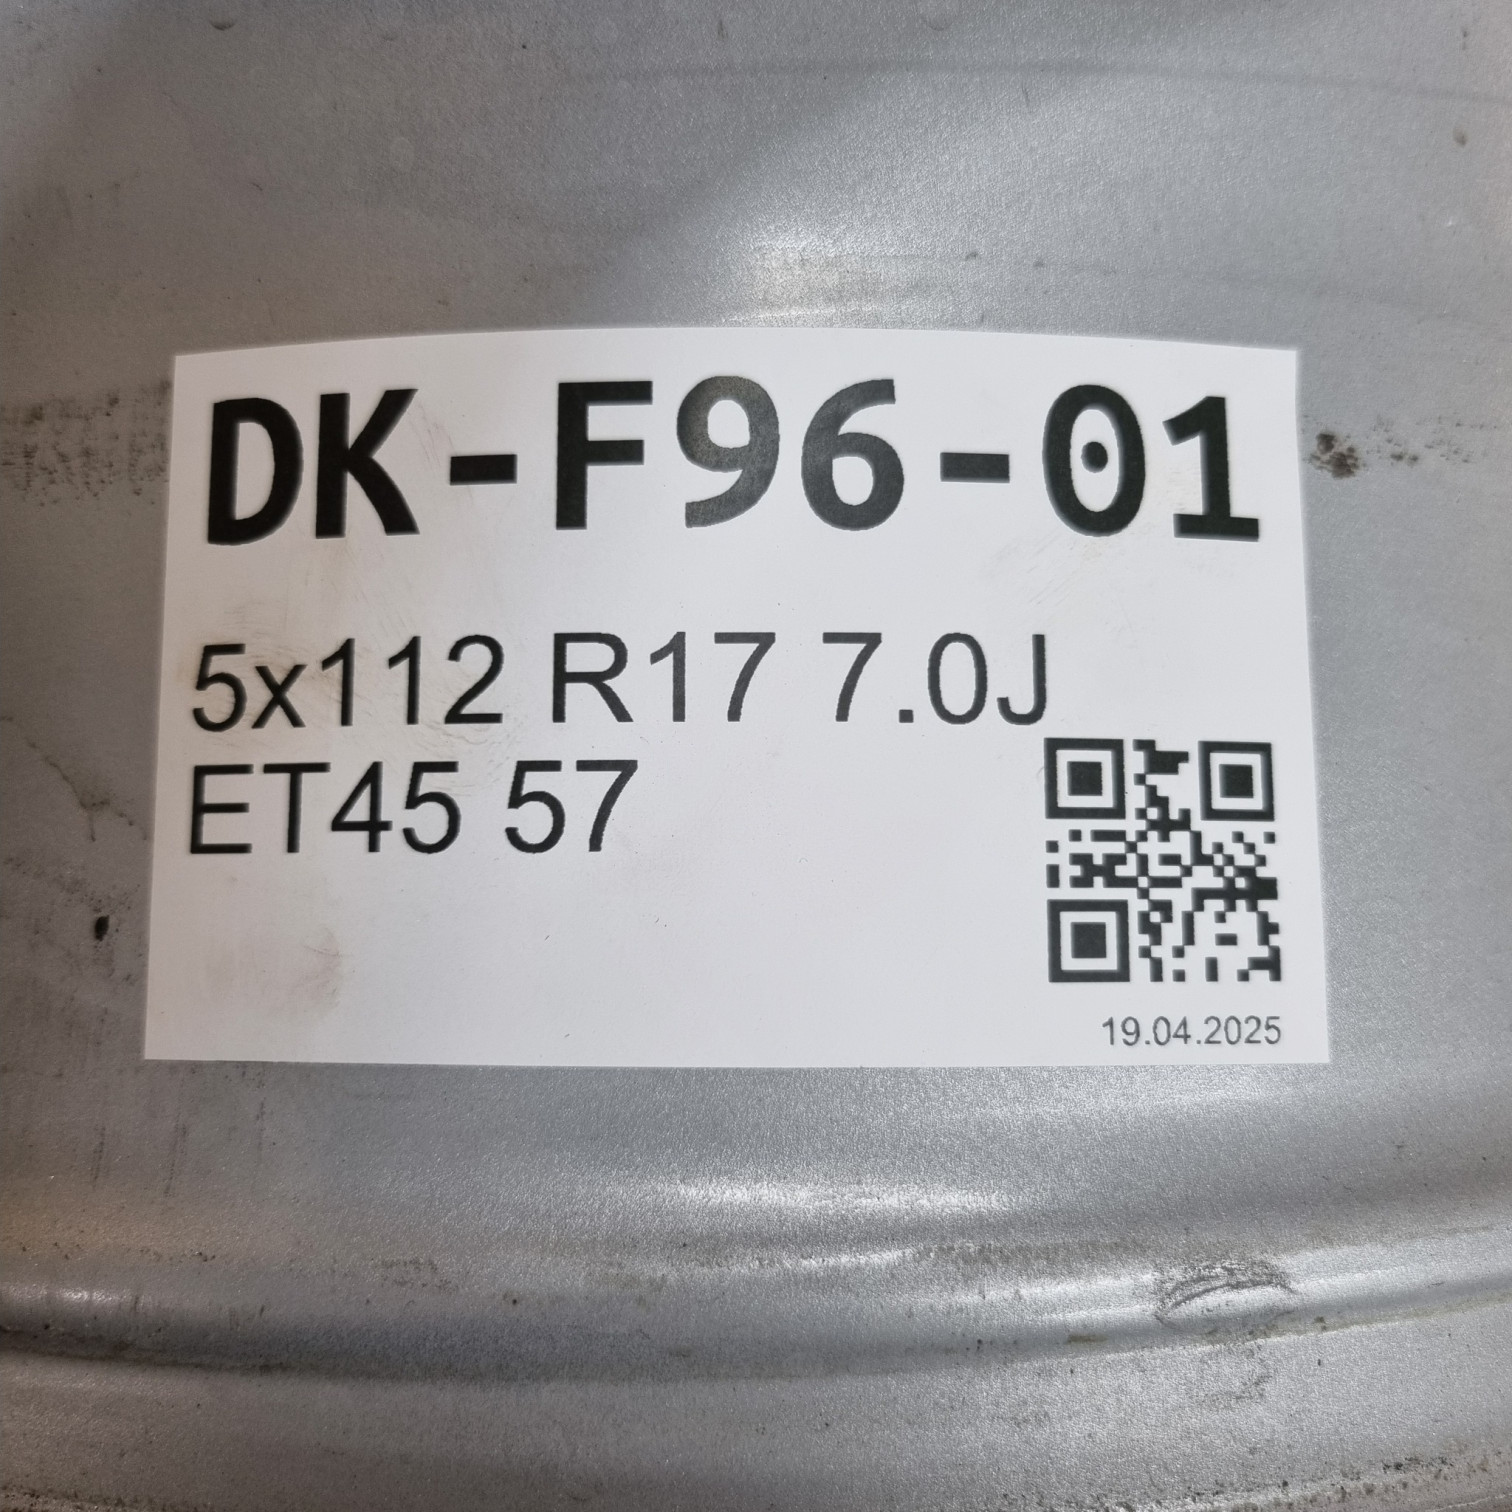 DK-F96-01
5x112 R17 7.0J
ET45 57
19.04.2025